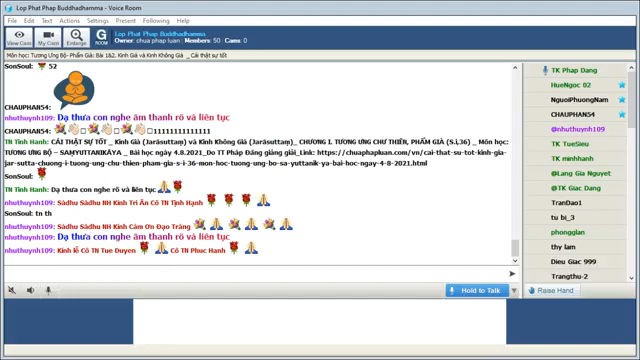 Lop Phat Phap Buddhadhamma - Voice Room
File Edit Text Actions Settings Present Following Help
View Cam
My Cam
Enlarge
G ROOM
Lop Phat Phap Buddhadhamma
Owner: chua phap luan : Members: 50 : Cams: 0
Môn học: Tương Ưng Bộ- Phẩm Già: Bài 1&2. Kinh Già và Kinh Không Già _ Cải thật sự tốt
SonSoul: 52
CHAUPHAP54:
nhuthuynh109: Dạ thưa con nghe âm thanh rõ và liên tục
CHAUPHAP54: 1111111111111
TN Tinh Hanh: CẢI THẬT SỰ TỐT _ Kinh Già (Jarāsuttaṃ) và Kinh Không Già (Jarāsuttaṃ)_ CHƯƠNG I. TƯƠNG ƯNG CHƯ THIÊN, PHẨM GIÀ (S.i,36) _ Môn học:
TƯƠNG ƯNG BỘ – SAṂYUTTANIKĀYA _ Bài học ngày 4.8.2021_Do TT Pháp Đăng giảng giải_Link: https://chuaphapluan.com/vn/cai-that-su-tot-kinh-gia-
jar-sutta-chuong-i-tuong-ung-chu-thien-pham-gia-s-i-36-mon-hoc-tuong-ung-bo-sa-yuttanik-ya-bai-hoc-ngay-4-8-2021.html
SonSoul:
TN Tinh Hanh: Dạ thưa con nghe âm thanh rõ và liên tục
nhuthuynh109: Sādhu Sādhu NH Kính Tri Ân Cô TN Tịnh Hạnh
SonSoul: tn th
nhuthuynh109: Sādhu Sādhu NH Kính Cám Ơn Đạo Tràng
nhuthuynh109: Dạ thưa con nghe âm thanh rõ và liên tục
nhuthuynh109: Kính lễ Cô TN Tue Duyen Cô TN Phuc Hanh
Hold to Talk
Raise Hand
TK Phap Dang
HueNgoc 02
NguoiPhuongNam
CHAUPHAP54
@nhuthuynh109
TK TueSieu
TK minhhanh
@Lang Gia Nguyet
@TK Giac Dang
TranDao1
tu bi_3
phongglan
thy lam
Dieu Giac 999
Trangthu-2